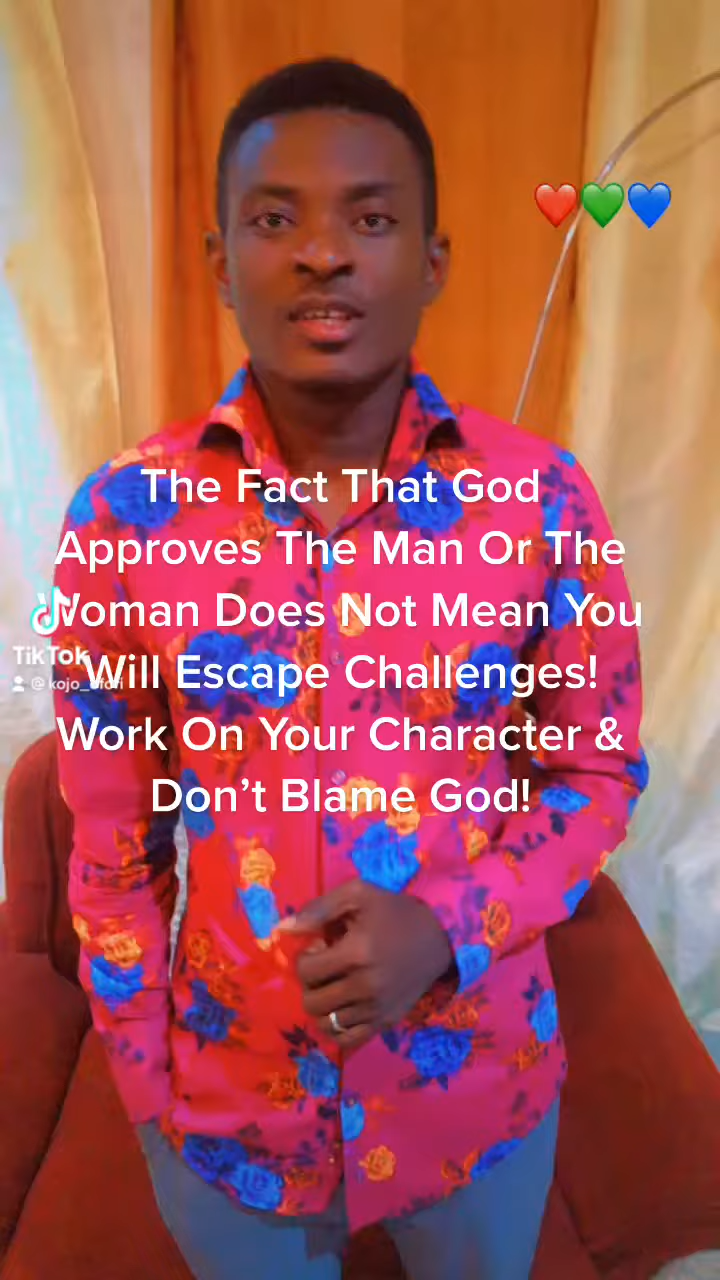 The Fact That God
Approves The Man Or The
Woman Does Not Mean You
Will Escape Challenges!
Work On Your Character &
Don’t Blame God!
TikTok